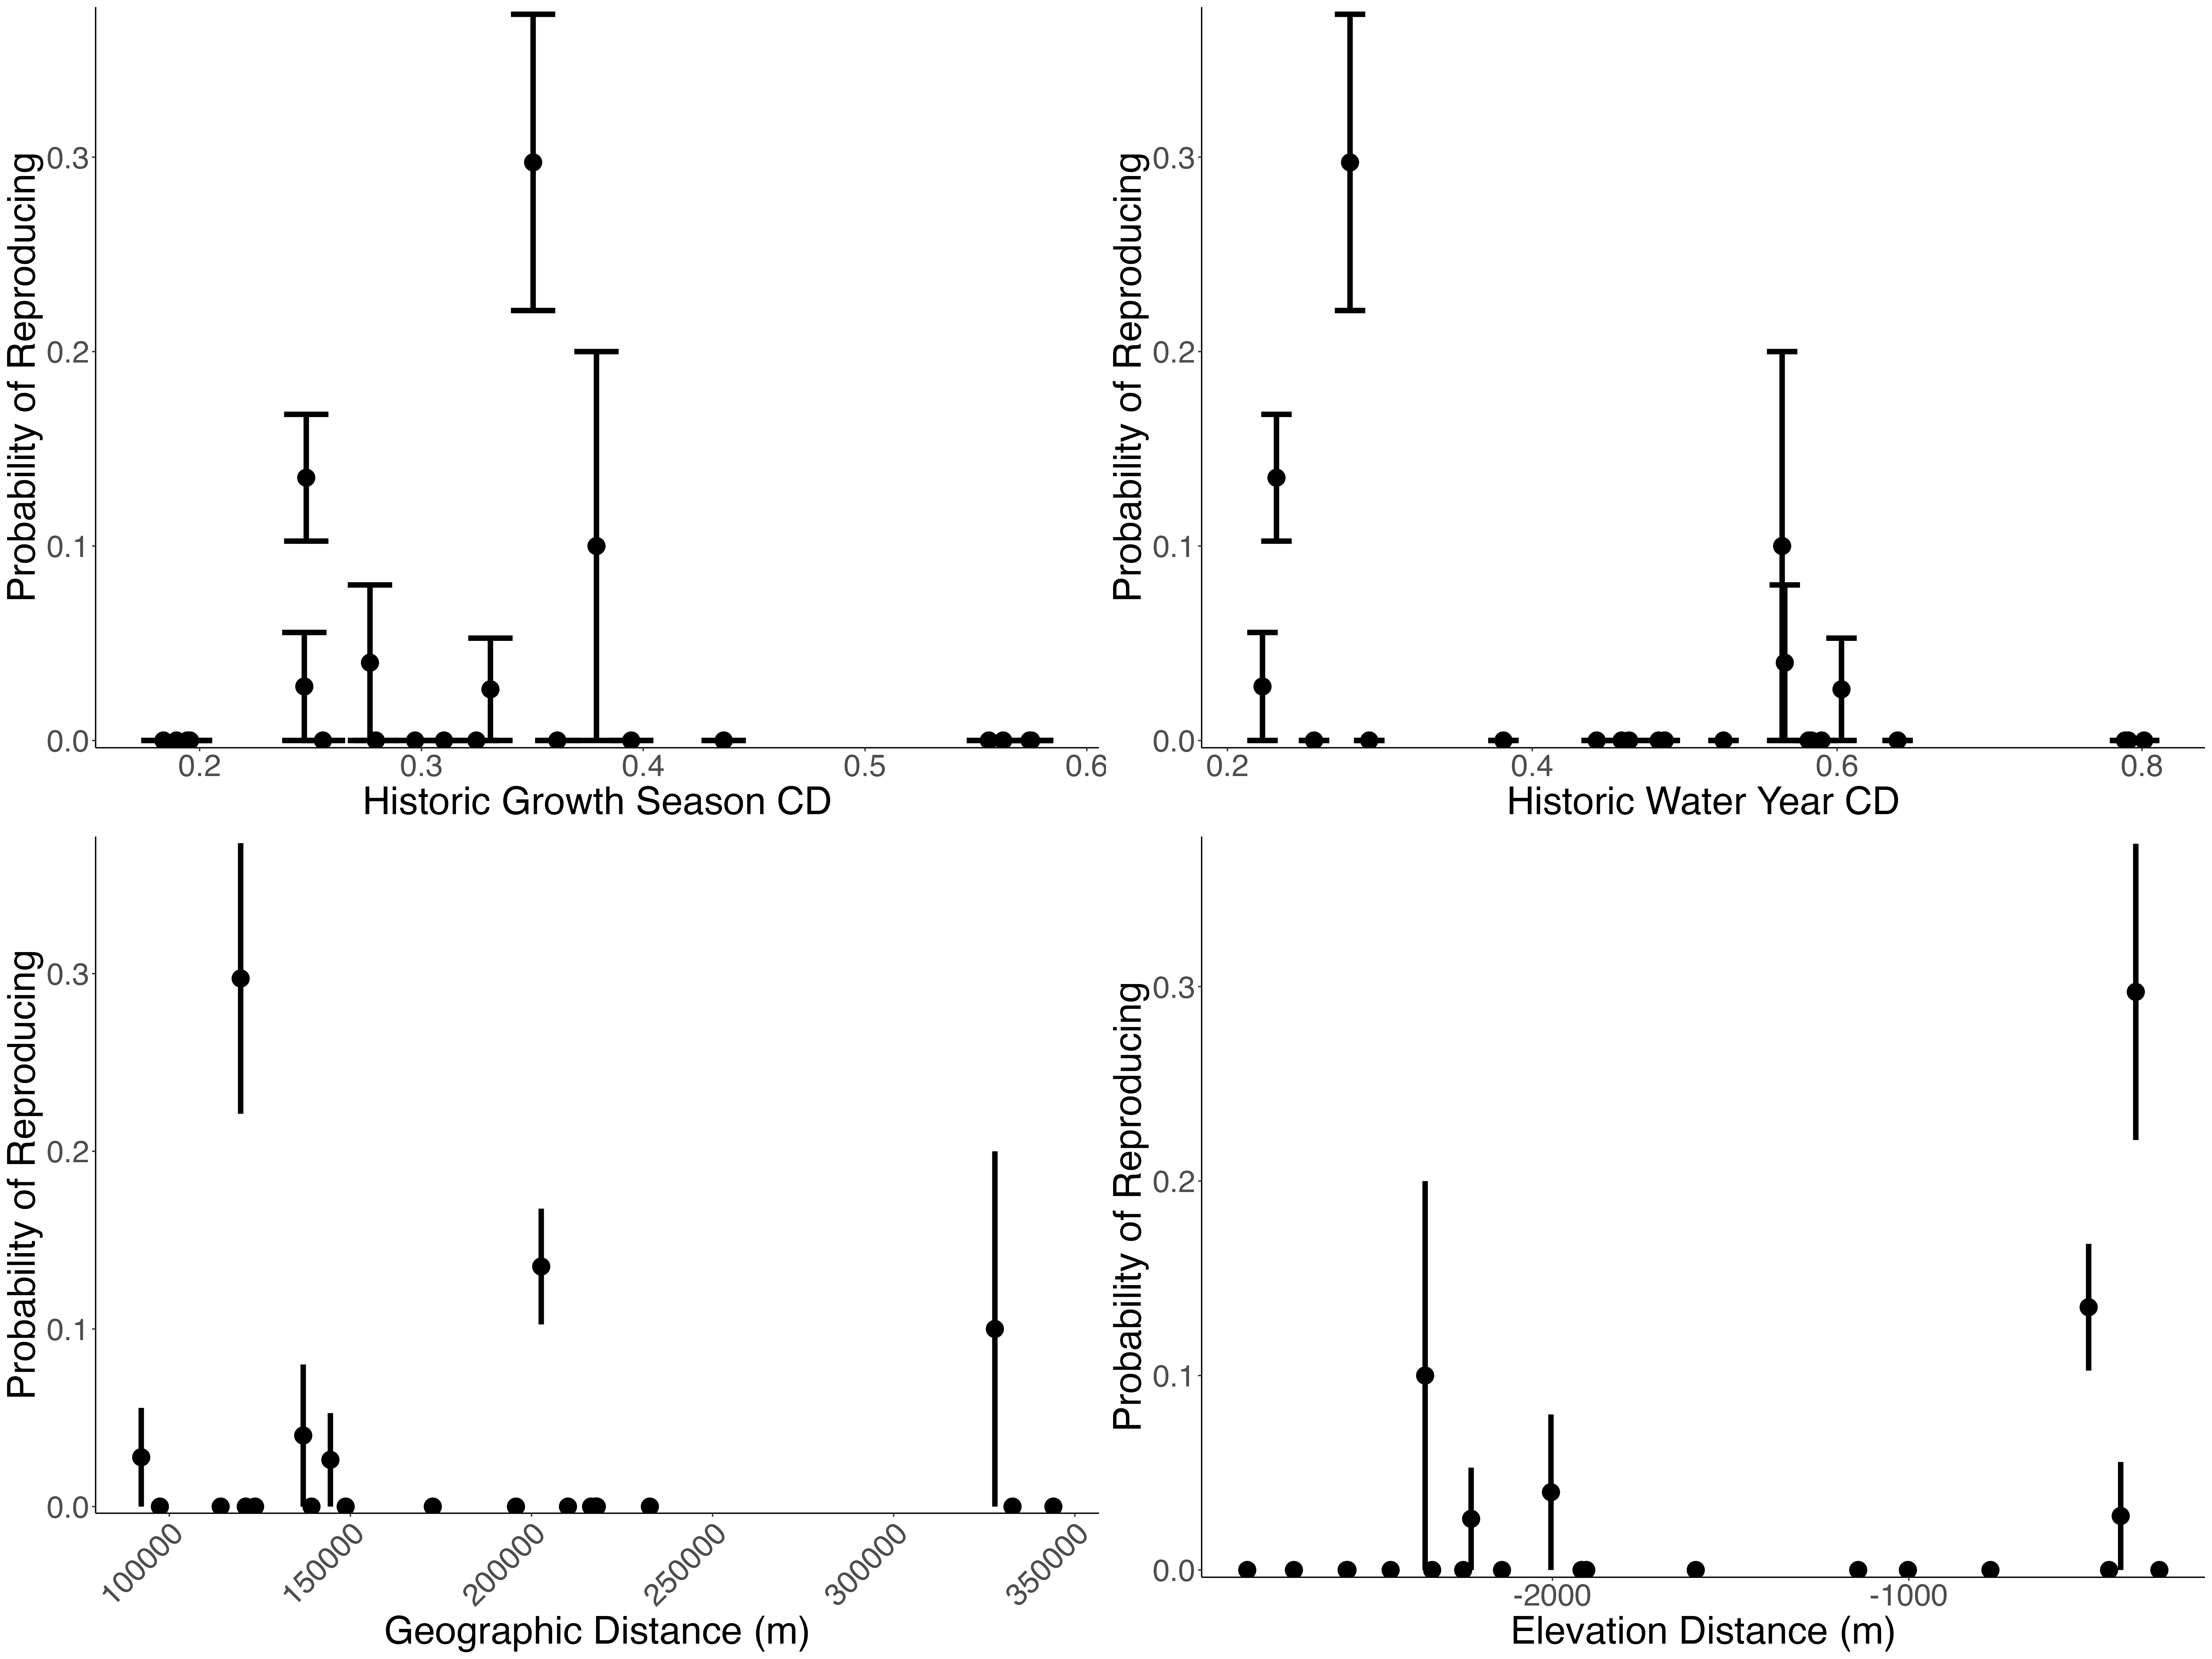 Probability of Reproducing
0.3
0.2
0.1
0.0
0.2 0.3 0.4 0.5 0.6
Historic Growth Season CD
Probability of Reproducing
0.3
0.2
0.1
0.0
0.2 0.4 0.6 0.8
Historic Water Year CD
Probability of Reproducing
0.3
0.2
0.1
0.0
100000 150000 200000 250000 300000 350000
Geographic Distance (m)
Probability of Reproducing
0.3
0.2
0.1
0.0
-2000 -1000
Elevation Distance (m)